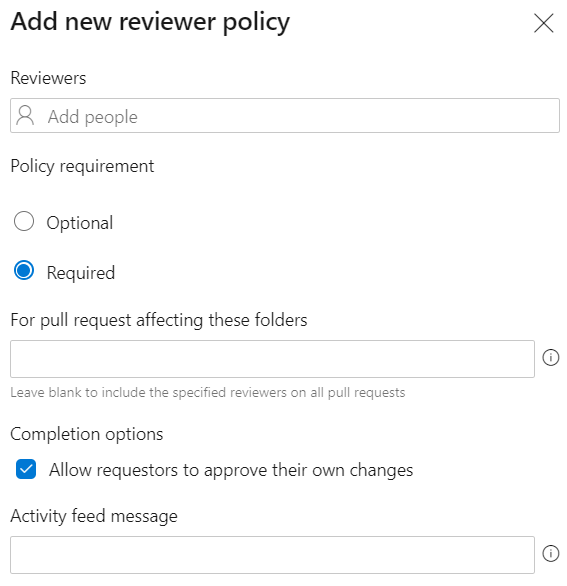 Add new reviewer policy
Reviewers
Add people
Policy requirement
Optional
Required
For pull request affecting these folders
Leave blank to include the specified reviewers on all pull requests
Completion options
Allow requestors to approve their own changes
Activity feed message